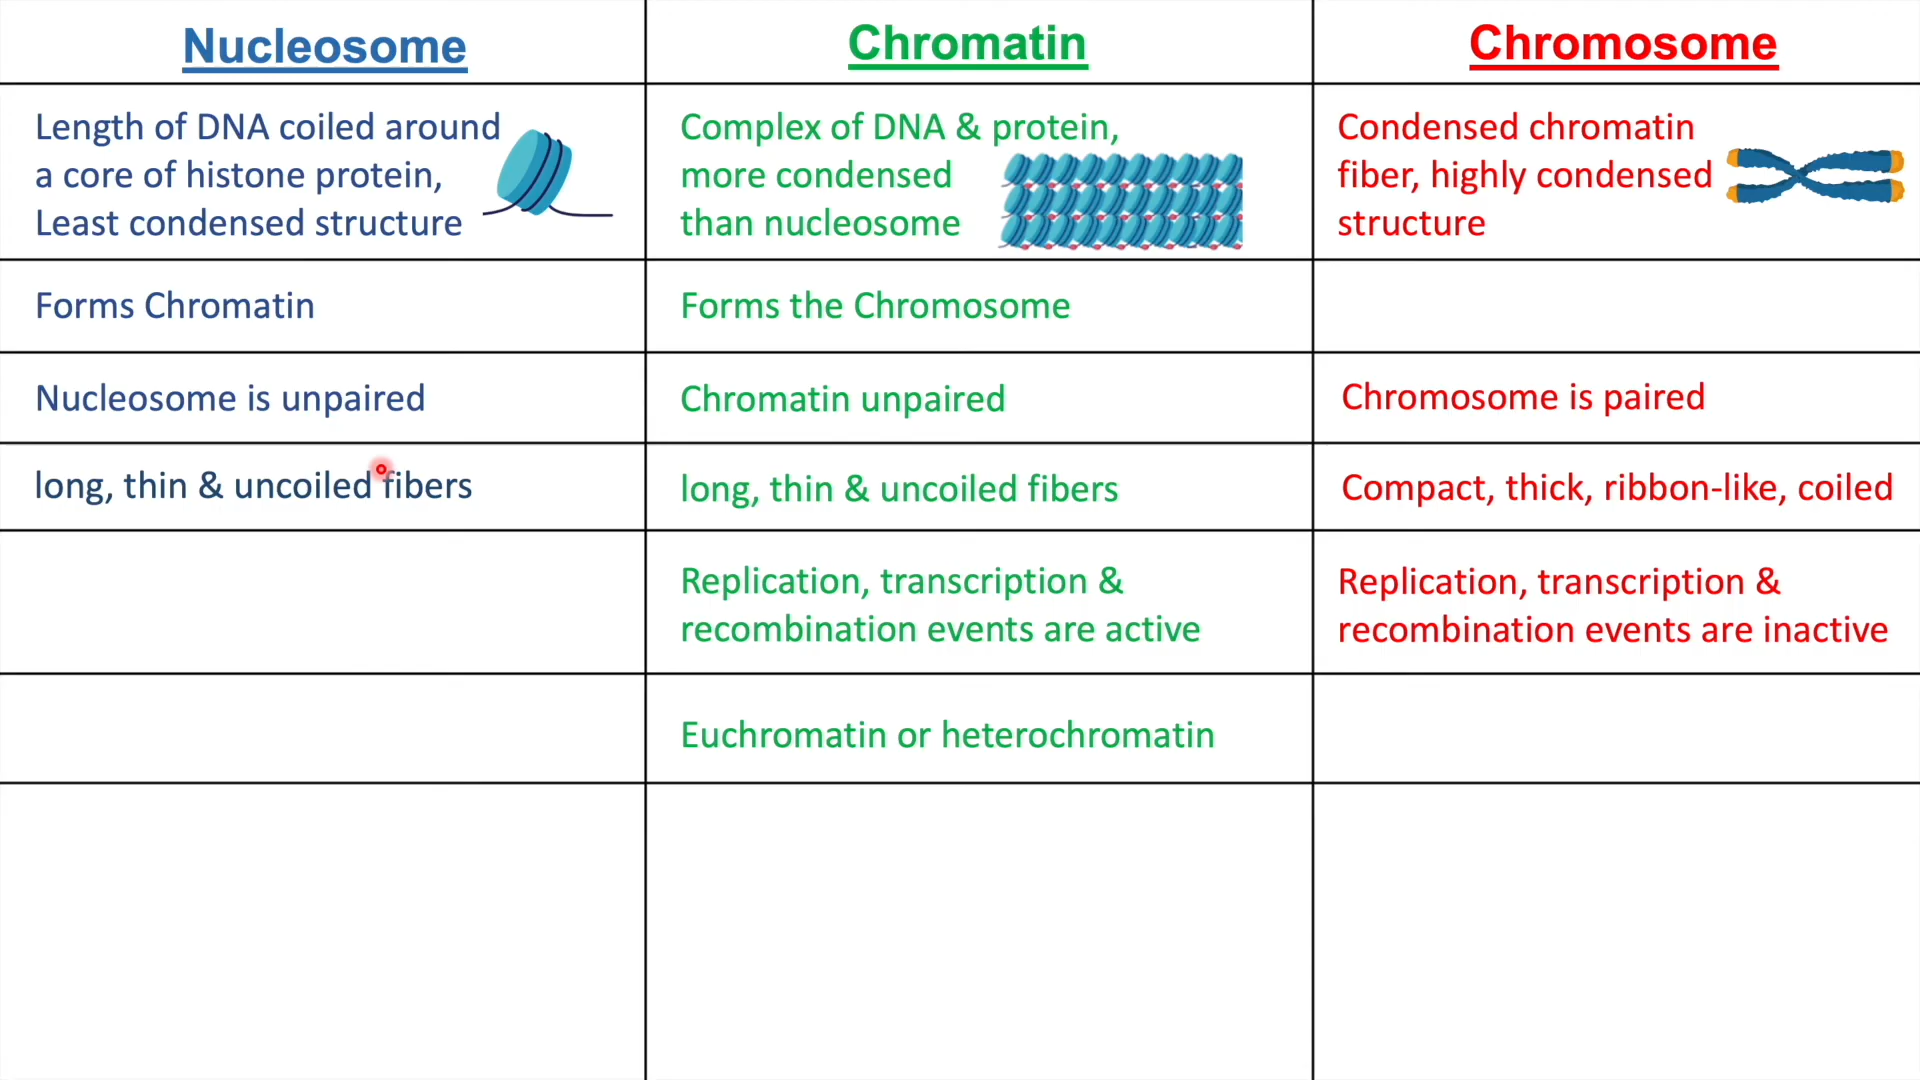 Nucleosome
Chromatin
Chromosome
Length of DNA coiled around
a core of histone protein,
Least condensed structure
Complex of DNA & protein,
more condensed
than nucleosome
Condensed chromatin
fiber, highly condensed
structure
Forms Chromatin
Forms the Chromosome
Nucleosome is unpaired
Chromatin unpaired
Chromosome is paired
long, thin & uncoiled fibers
long, thin & uncoiled fibers
Compact, thick, ribbon-like, coiled
Replication, transcription &
recombination events are active
Replication, transcription &
recombination events are inactive
Euchromatin or heterochromatin